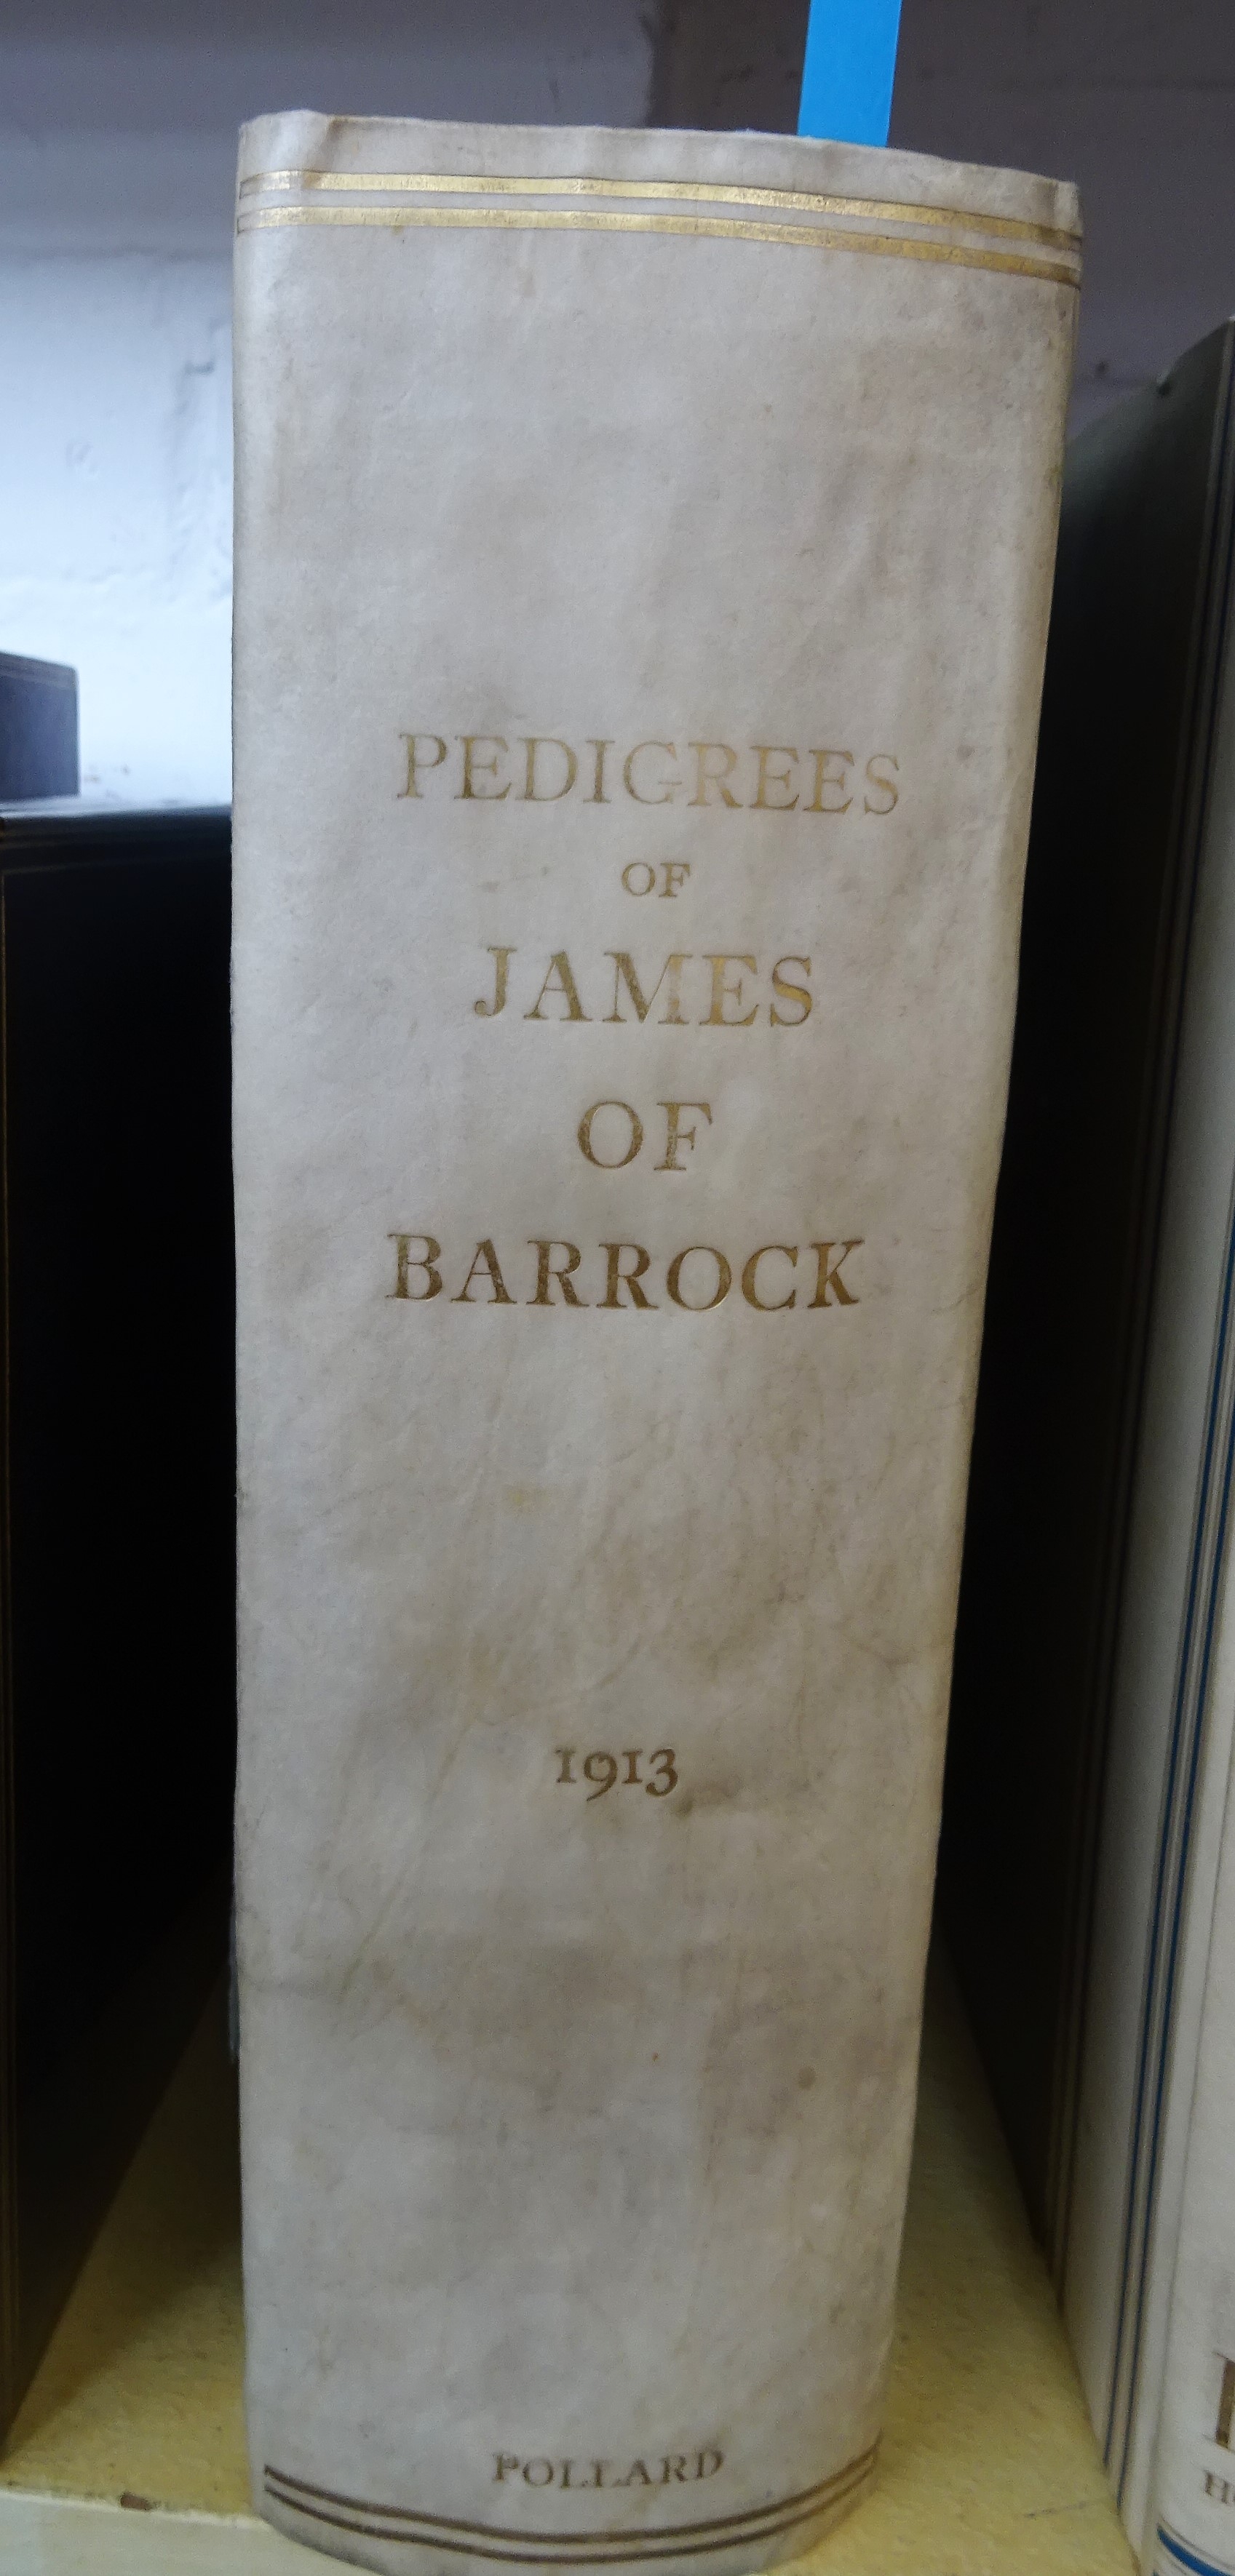 PEDIGREES
OF
JAMES
OF
BARROCK
1913
POLLARD